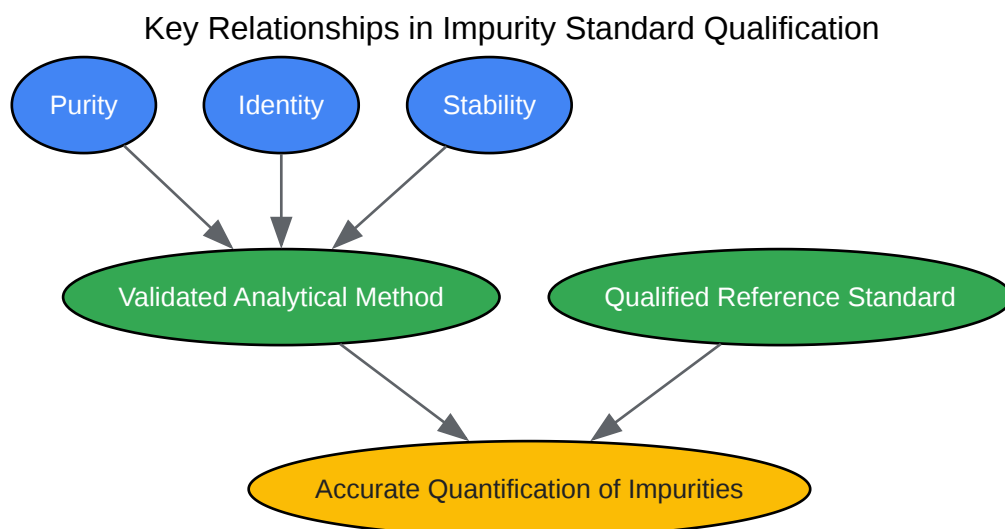 Key Relationships in Impurity Standard Qualification
Purity
Identity
Stability
Validated Analytical Method
Qualified Reference Standard
Accurate Quantification of Impurities